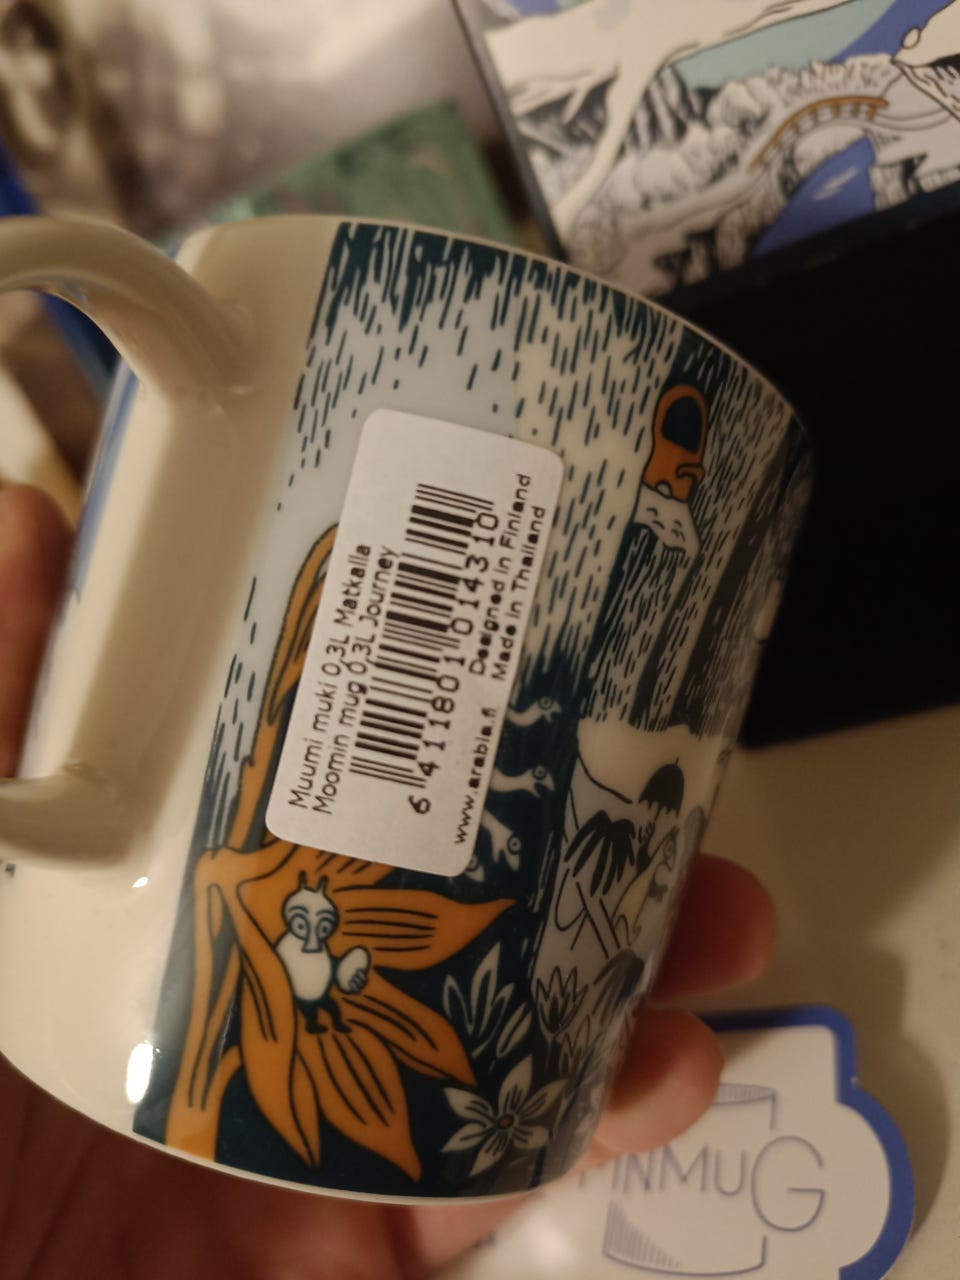 Muumi muki 0,3L Matkalla
Moomin mug 0,3L Journey
6 411801 014310
Designed in Finland
www.arabia.fi Made in Thailand
FINMUG